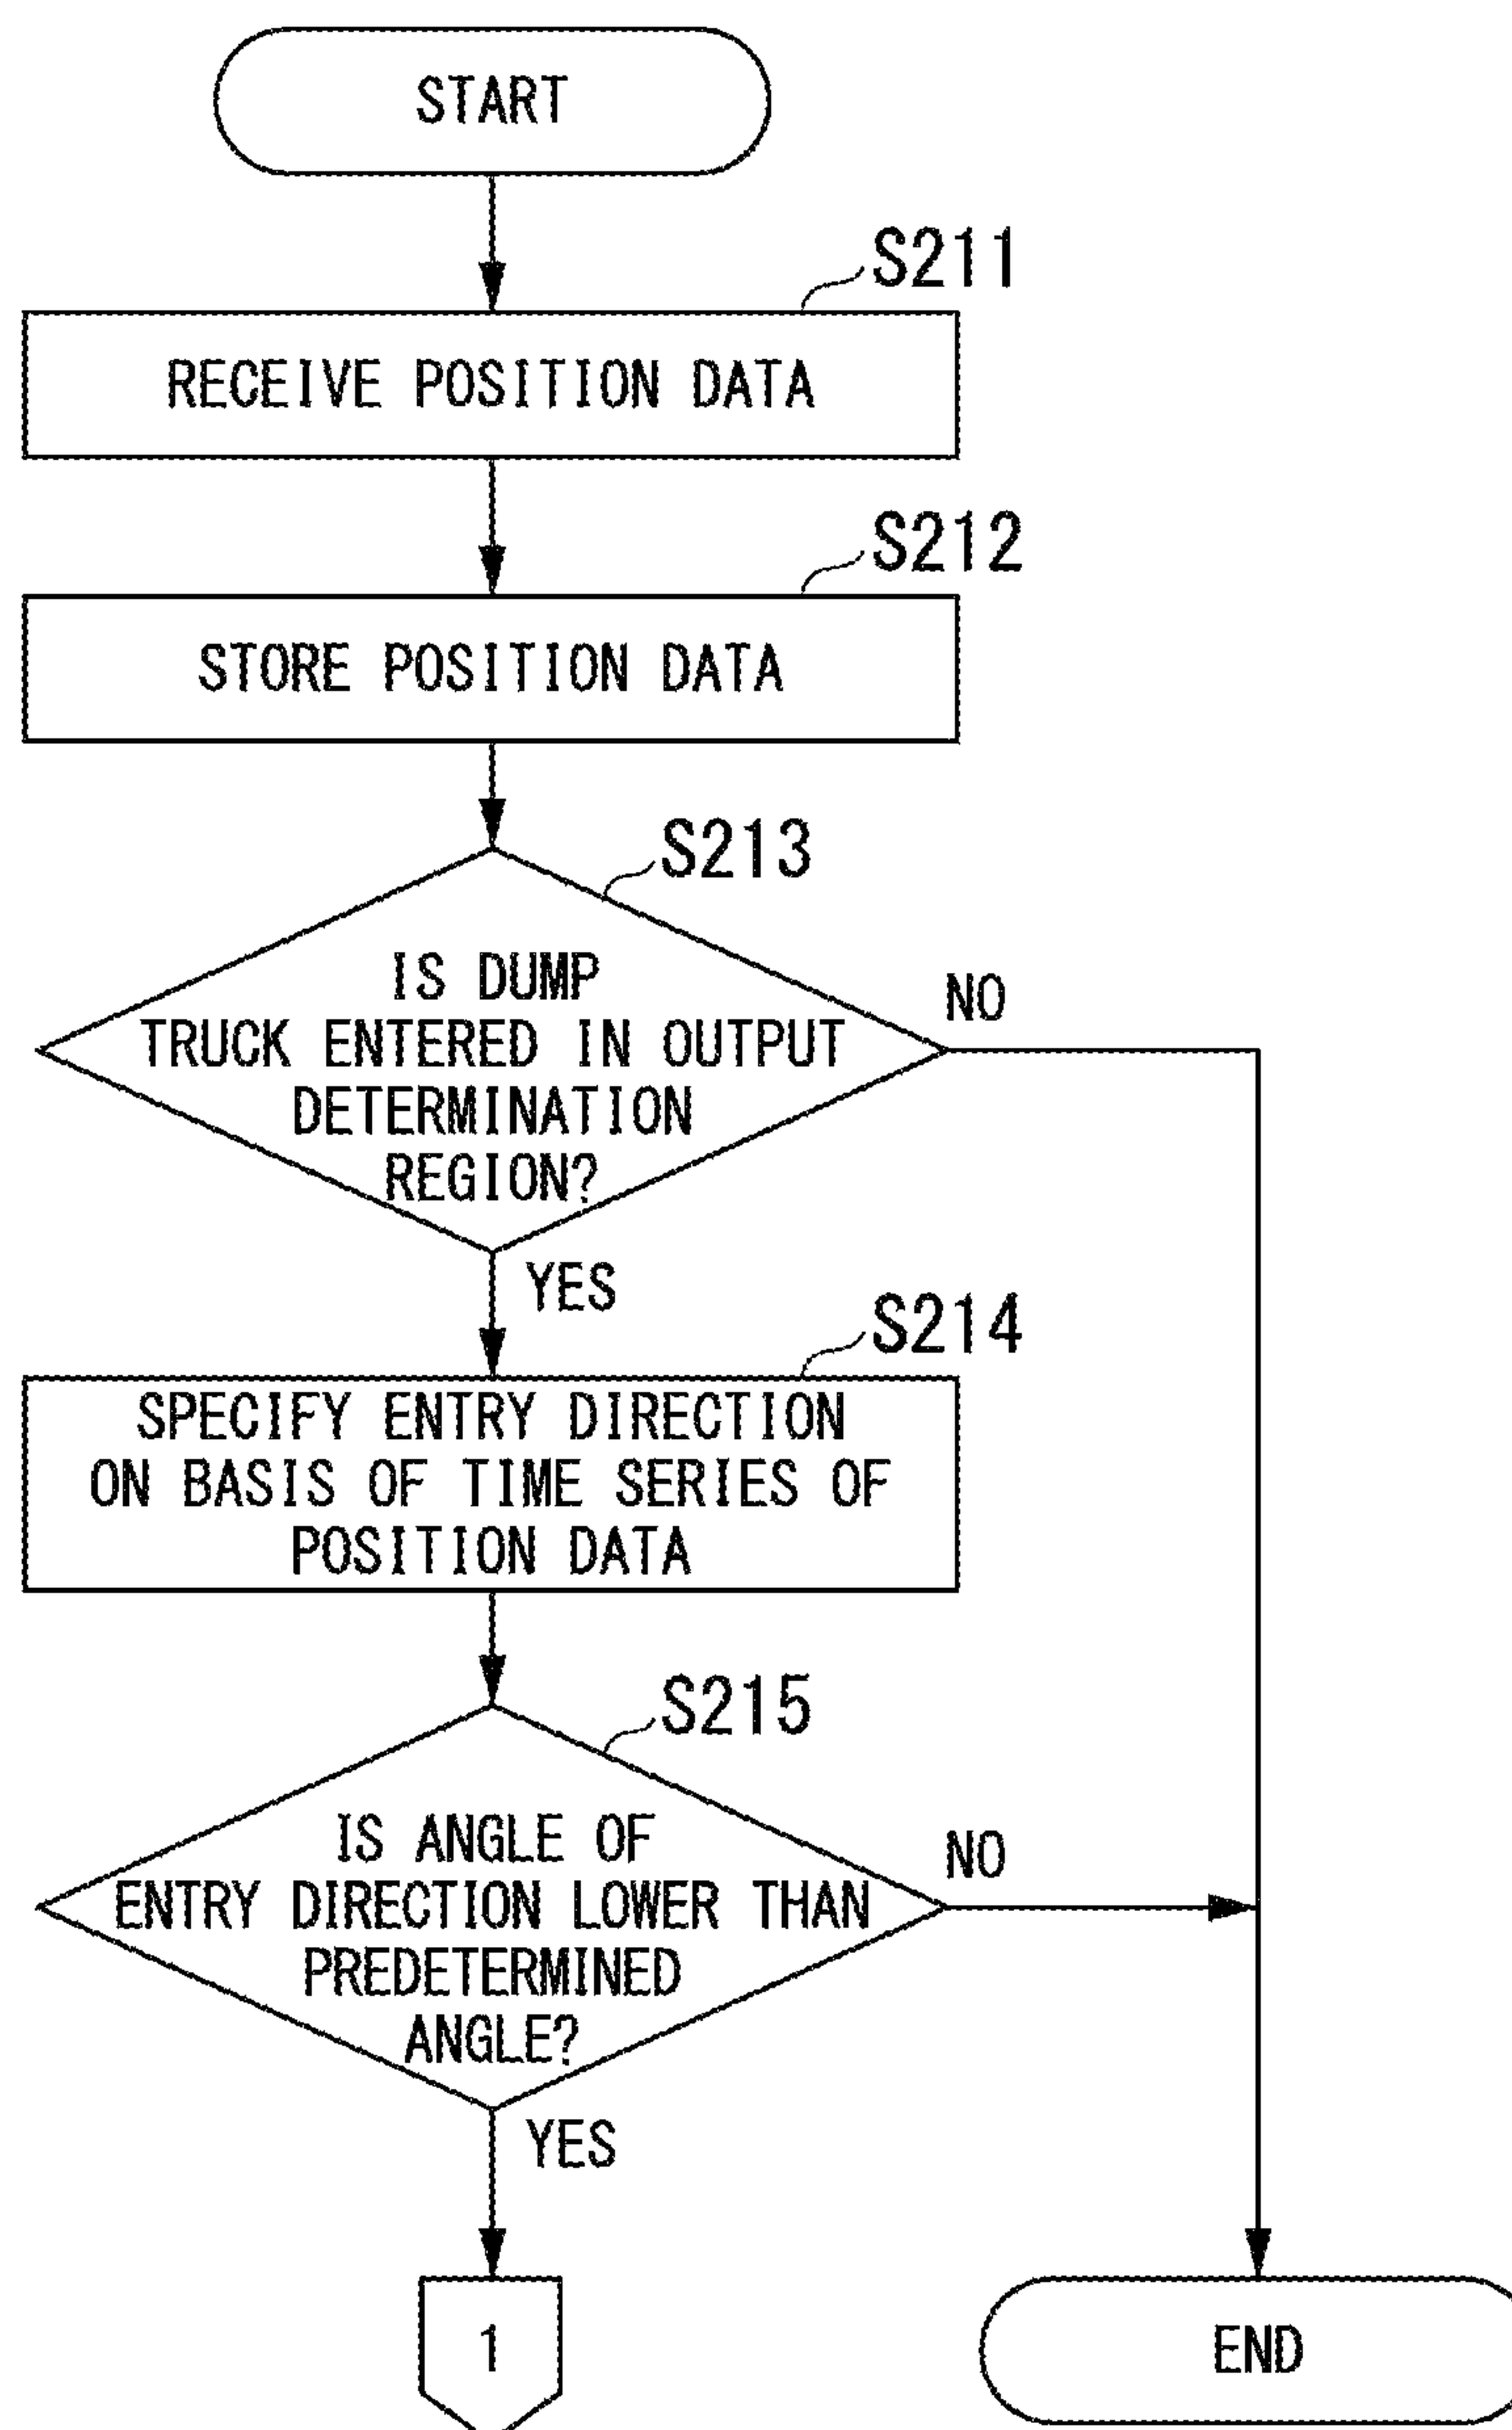 START
S211
RECEIVE POSITION DATA
S212
STORE POSITION DATA
S213
IS DUMP
TRUCK ENTERED IN OUTPUT
DETERMINATION
REGION?
NO
YES
S214
SPECIFY ENTRY DIRECTION
ON BASIS OF TIME SERIES OF
POSITION DATA
S215
IS ANGLE OF
ENTRY DIRECTION LOWER THAN
PREDETERMINED
ANGLE?
NO
YES
1
END